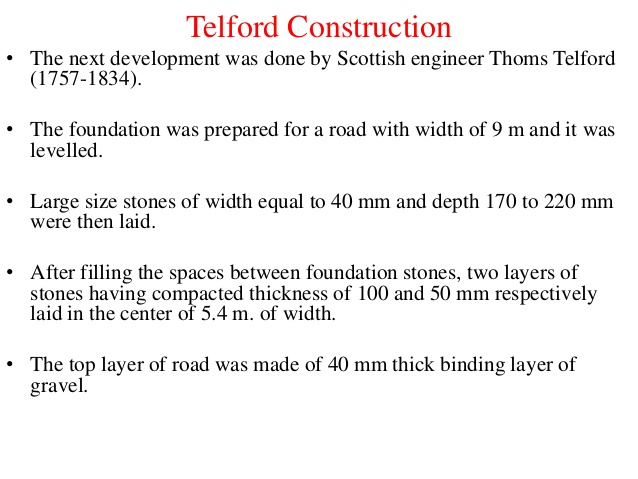 Telford Construction
• The next development was done by Scottish engineer Thoms Telford
(1757-1834).
• The foundation was prepared for a road with width of 9 m and it was
levelled.
• Large size stones of width equal to 40 mm and depth 170 to 220 mm
were then laid.
• After filling the spaces between foundation stones, two layers of
stones having compacted thickness of 100 and 50 mm respectively
laid in the center of 5.4 m. of width.
• The top layer of road was made of 40 mm thick binding layer of
gravel.